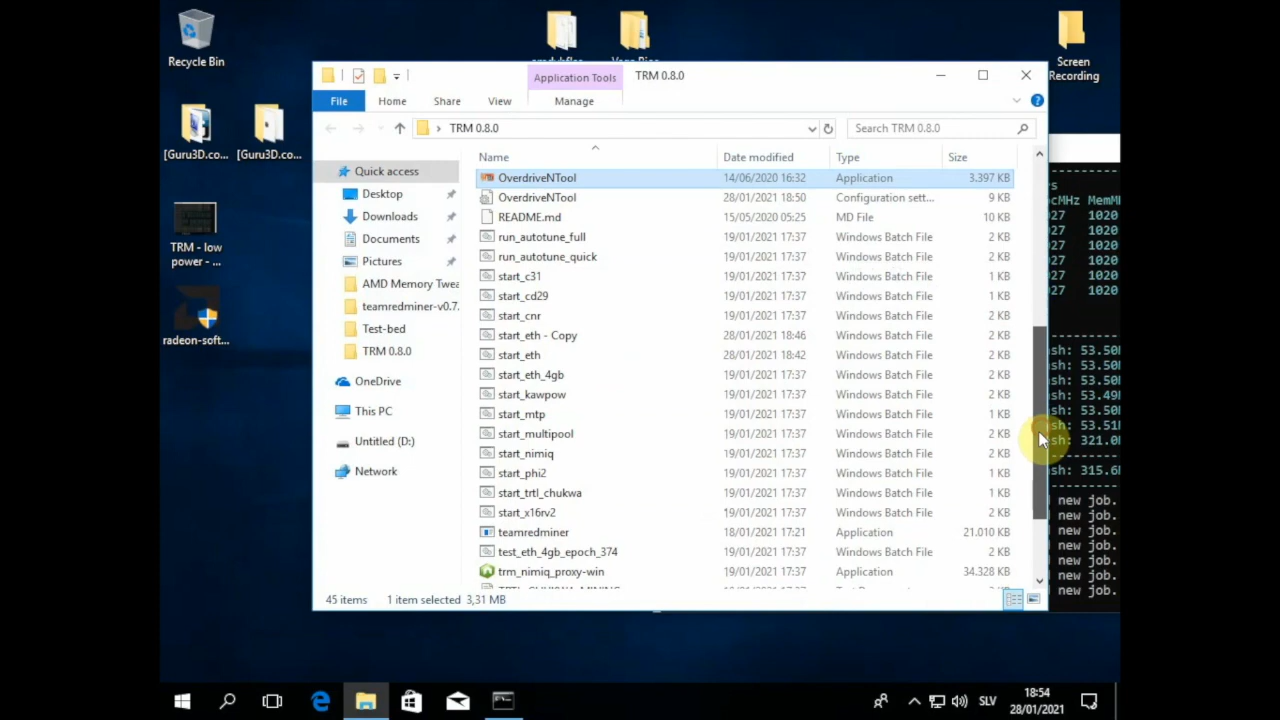 Recycle Bin
[Guru3D.co...
[Guru3D.co...
TRM - low
power - ...
radeon-soft...
Screen
Recording
Application Tools
TRM 0.8.0
File
Home
Share
View
Manage
TRM 0.8.0
Search TRM 0.8.0
Quick access
Desktop
Downloads
Documents
Pictures
AMD Memory Twea
teamredminer-v0.7.
Test-bed
TRM 0.8.0
OneDrive
This PC
Untitled (D:)
Network
Name Date modified Type Size
OverdriveNTool 14/06/2020 16:32 Application 3.397 KB
OverdriveNTool 28/01/2021 18:50 Configuration sett... 9 KB
README.md 15/05/2020 05:25 MD File 10 KB
run_autotune_full 19/01/2021 17:37 Windows Batch File 2 KB
run_autotune_quick 19/01/2021 17:37 Windows Batch File 2 KB
start_c31 19/01/2021 17:37 Windows Batch File 1 KB
start_cd29 19/01/2021 17:37 Windows Batch File 1 KB
start_cnr 19/01/2021 17:37 Windows Batch File 2 KB
start_eth - Copy 28/01/2021 18:46 Windows Batch File 2 KB
start_eth 28/01/2021 18:42 Windows Batch File 2 KB
start_eth_4gb 19/01/2021 17:37 Windows Batch File 2 KB
start_kawpow 19/01/2021 17:37 Windows Batch File 2 KB
start_mtp 19/01/2021 17:37 Windows Batch File 1 KB
start_multipool 19/01/2021 17:37 Windows Batch File 2 KB
start_nimiq 19/01/2021 17:37 Windows Batch File 2 KB
start_phi2 19/01/2021 17:37 Windows Batch File 1 KB
start_trtl_chukwa 19/01/2021 17:37 Windows Batch File 1 KB
start_x16rv2 19/01/2021 17:37 Windows Batch File 2 KB
teamredminer 18/01/2021 17:21 Application 21.010 KB
test_eth_4gb_epoch_374 19/01/2021 17:37 Windows Batch File 2 KB
trm_nimiq_proxy-win 19/01/2021 17:37 Application 34.328 KB
45 items 1 item selected 3,31 MB
s
cMHz MemM
27 1020
27 1020
27 1020
27 1020
27 1020
27 1020
sh: 53.50
sh: 53.50
sh: 53.50
sh: 53.49
sh: 53.50
sh: 53.51
sh: 321.0
sh: 315.6
new job.
new job.
new job.
new job.
new job.
new job.
new job.
SLV
18:54
28/01/2021